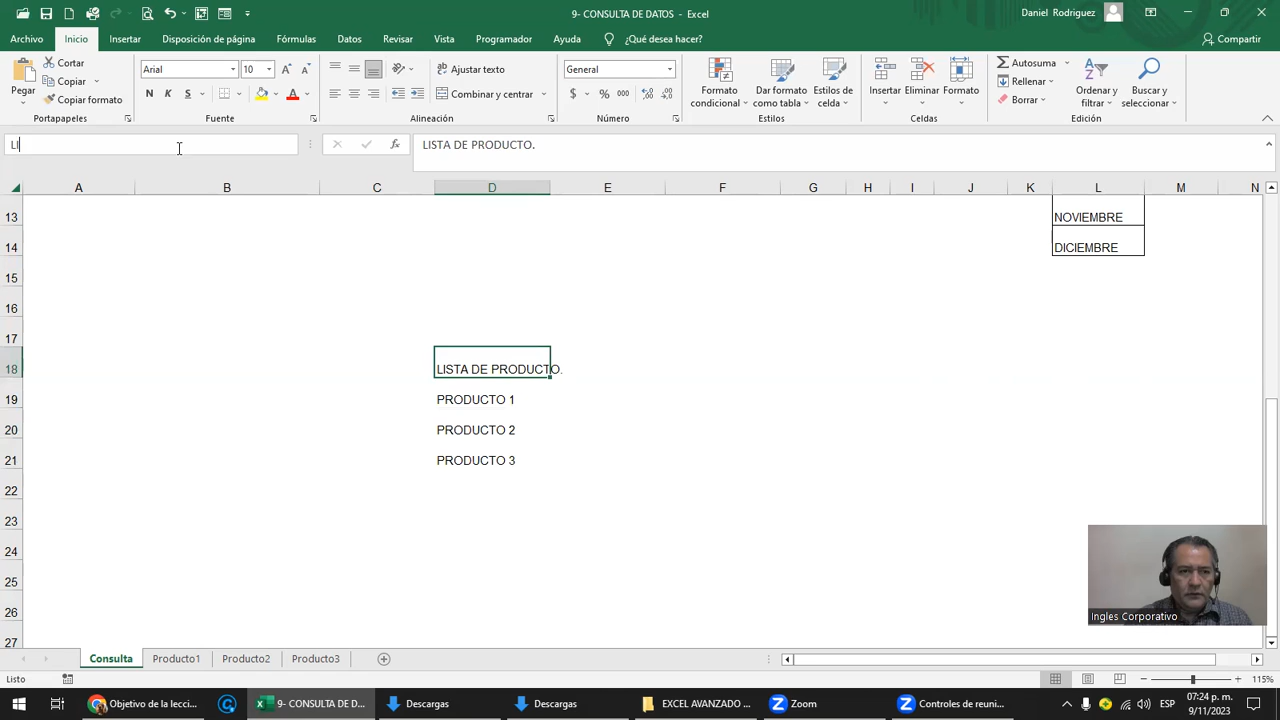 9- CONSULTA DE DATOS - Excel
Daniel Rodriguez
Archivo Inicio Insertar Disposición de página Fórmulas Datos Revisar Vista Programador Ayuda ¿Qué desea hacer? Compartir
Pegar
Cortar
Copiar
Copiar formato
Portapapeles
Arial 10
N K S
Fuente
Ajustar texto
Combinar y centrar
Alineación
General
$ % 000
Número
Formato condicional
Dar formato como tabla
Estilos de celda
Estilos
Insertar Eliminar Formato
Celdas
Autosuma
Rellenar
Borrar
Ordenar y filtrar
Buscar y seleccionar
Edición
LI
fx
LISTA DE PRODUCTO.
A B C D E F G H I J K L M N
13 NOVIEMBRE
14 DICIEMBRE
15
16
17
18 LISTA DE PRODUCTO.
19 PRODUCTO 1
20 PRODUCTO 2
21 PRODUCTO 3
22
23
24
25
26
27
Ingles Corporativo
Consulta Producto1 Producto2 Producto3
Listo
115%
Objetivo de la lecci...
9- CONSULTA DE D...
Descargas
Descargas
EXCEL AVANZADO ...
Zoom
Controles de reuni...
ESP
07:24 p. m.
9/11/2023